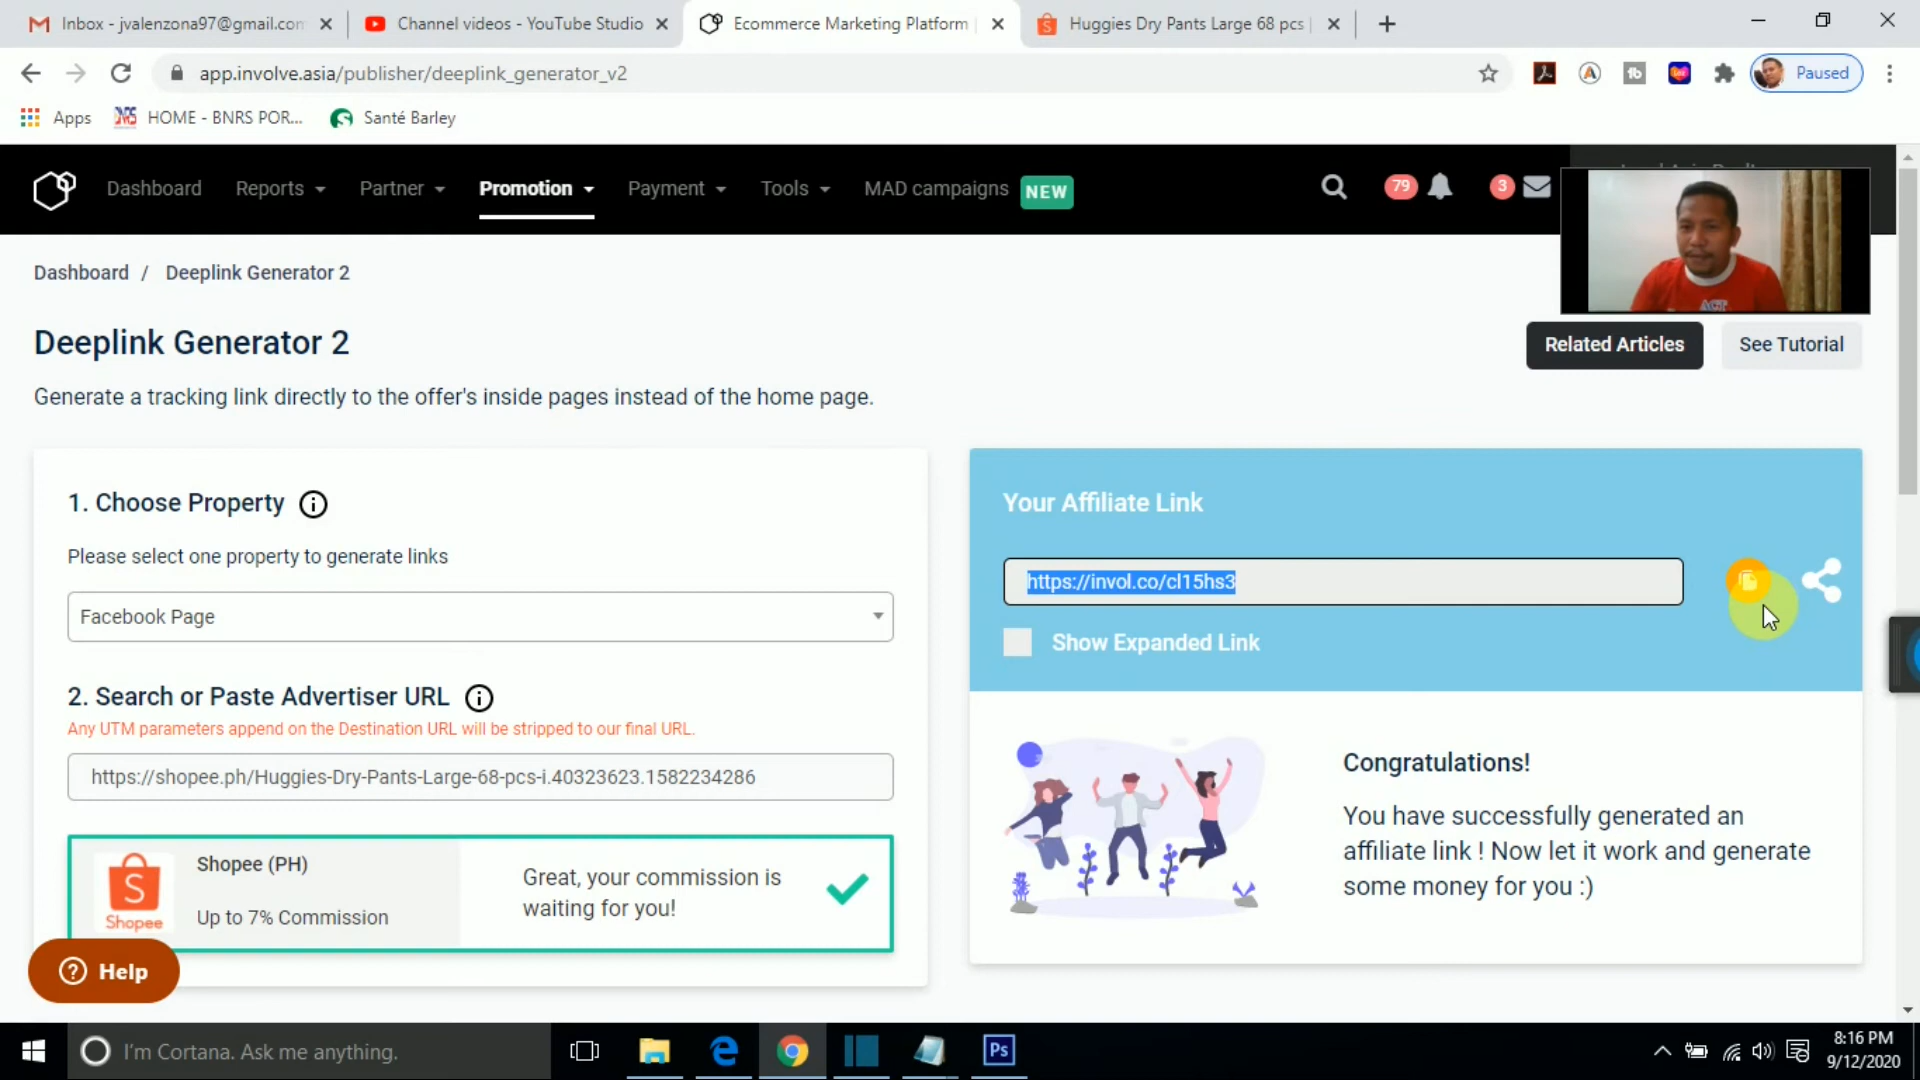 Inbox - jvalenzona97@gmail.com
Channel videos - YouTube Studio
Ecommerce Marketing Platform
Huggies Dry Pants Large 68 pcs
app.involve.asia/publisher/deeplink_generator_v2
Paused
Apps
HOME - BNRS POR...
Santé Barley
Dashboard
Reports
Partner
Promotion
Payment
Tools
MAD campaigns
NEW
79
3
Dashboard / Deeplink Generator 2
Deeplink Generator 2
Related Articles
See Tutorial
Generate a tracking link directly to the offer's inside pages instead of the home page.
1. Choose Property
Please select one property to generate links
Facebook Page
2. Search or Paste Advertiser URL
Any UTM parameters append on the Destination URL will be stripped to our final URL.
https://shopee.ph/Huggies-Dry-Pants-Large-68-pcs-i.40323623.1582234286
Shopee (PH)
Up to 7% Commission
Shopee
Great, your commission is
waiting for you!
Help
Your Affiliate Link
https://invol.co/cl15hs3
Show Expanded Link
Congratulations!
You have successfully generated an
affiliate link ! Now let it work and generate
some money for you :)
I'm Cortana. Ask me anything.
Ps
8:16 PM
9/12/2020